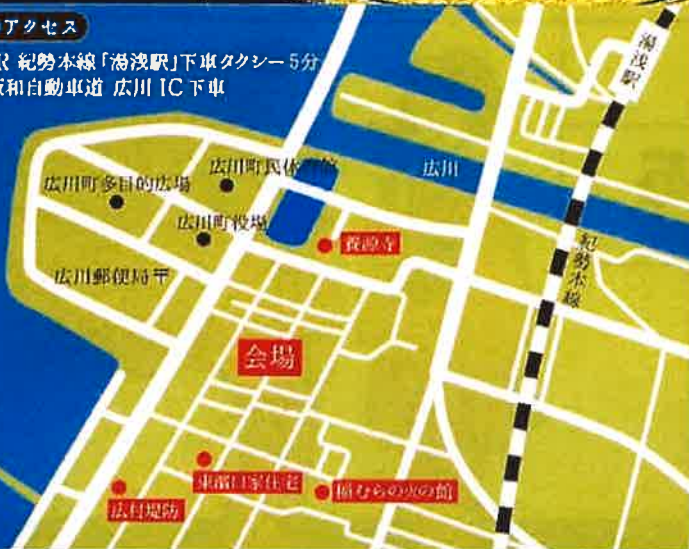 アクセス
紀勢本線「湯浅駅」下車タクシー5分
阪和自動車道 広川 IC 下車
湯浅駅
広川町民体育館
広川
広川町多目的広場
広川町役場
養源寺
紀勢本線
広川郵便局〒
会場
東濱口家住宅
稲むらの火の館
広村堤防